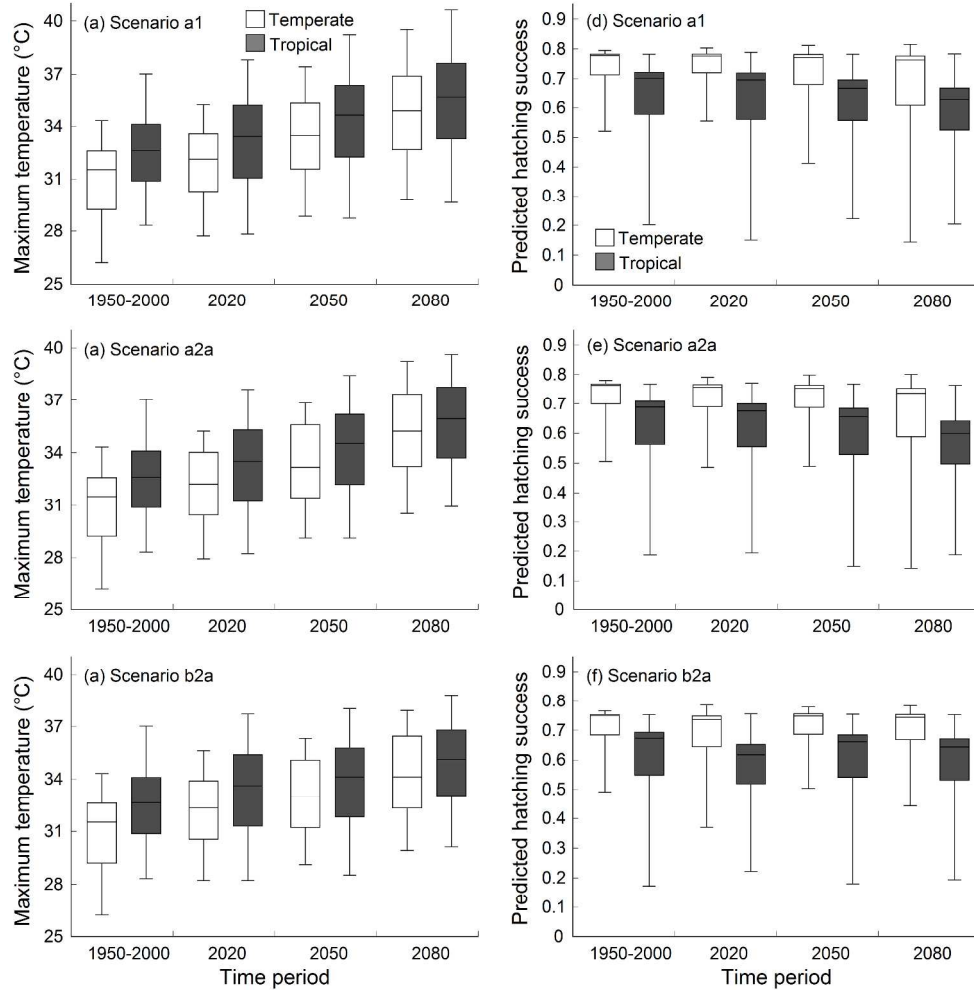 (a) Scenario a1
Temperate
Tropical
Maximum temperature (°C)
40
37
34
31
28
25
1950-2000 2020 2050 2080
(d) Scenario a1
Predicted hatching success
0.9
0.8
0.7
0.6
0.5
0.4
0.3
0.2
0.1
0
Temperate
Tropical
1950-2000 2020 2050 2080
(a) Scenario a2a
Maximum temperature (°C)
40
37
34
31
28
25
1950-2000 2020 2050 2080
(e) Scenario a2a
Predicted hatching success
0.9
0.8
0.7
0.6
0.5
0.4
0.3
0.2
0.1
0
1950-2000 2020 2050 2080
(a) Scenario b2a
Maximum temperature (°C)
40
37
34
31
28
25
1950-2000 2020 2050 2080
Time period
(f) Scenario b2a
Predicted hatching success
0.9
0.8
0.7
0.6
0.5
0.4
0.3
0.2
0.1
0
1950-2000 2020 2050 2080
Time period